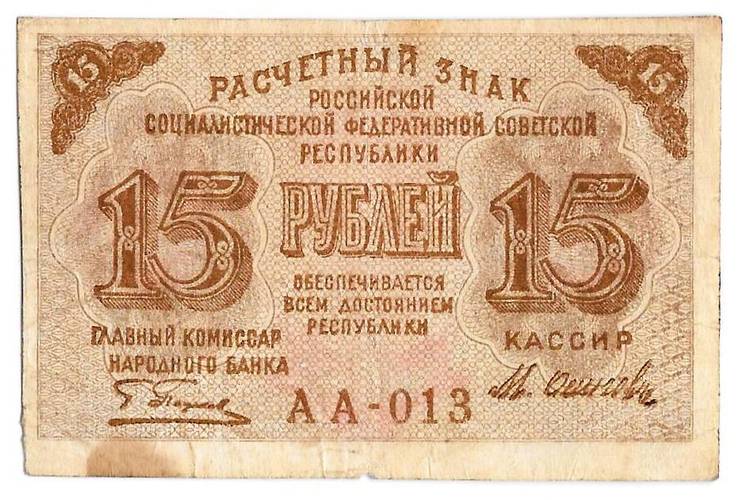 15 15
РАСЧЕТНЫЙ ЗНАК
РОССИЙСКОЙ
СОЦИАЛИСТИЧЕСКОЙ ФЕДЕРАТИВНОЙ СОВЕТСКОЙ
РЕСПУБЛИКИ
15 РУБЛЕЙ 15
ОБЕСПЕЧИВАЕТСЯ
ВСЕМ ДОСТОЯНИЕМ
РЕСПУБЛИКИ
ГЛАВНЫЙ КОМИССАР
НАРОДНОГО БАНКА
КАССИР
АА-013